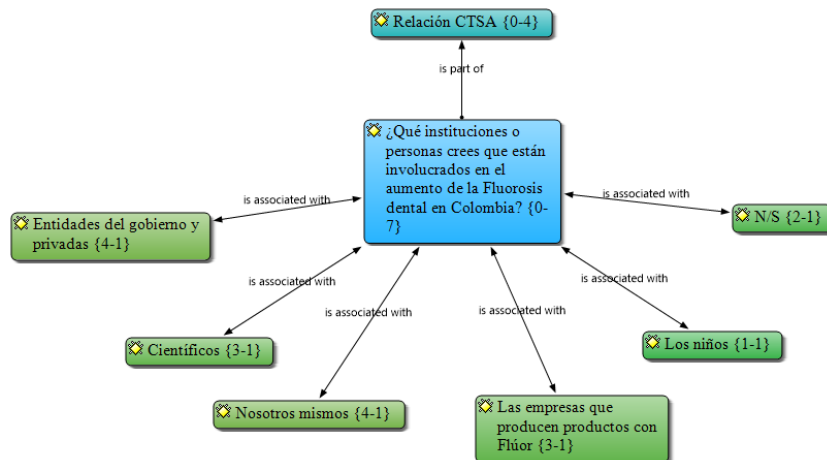 Relación CTSA {0-4}
is part of
¿Qué instituciones o
personas crees que están
involucrados en el
aumento de la Fluorosis
dental en Colombia? {0-
7}
is associated with
is associated with
Entidades del gobierno y
privadas {4-1}
N/S {2-1}
is associated with
is associated with
is associated with
is associated with
Científicos {3-1}
Los niños {1-1}
Nosotros mismos {4-1}
Las empresas que
producen productos con
Flúor {3-1}